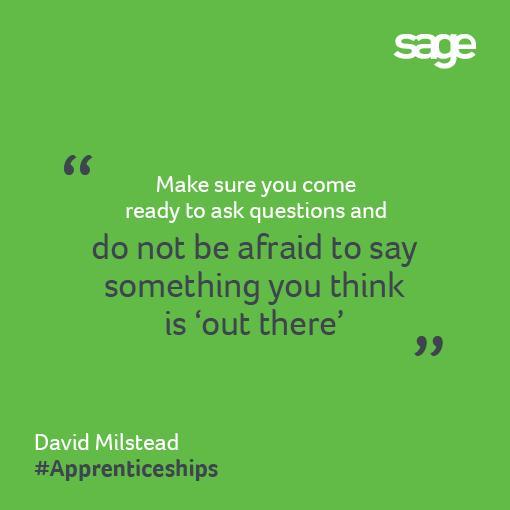 sage
“
Make sure you come
ready to ask questions and
do not be afraid to say
something you think
is ‘out there’
”
David Milstead
#Apprenticeships